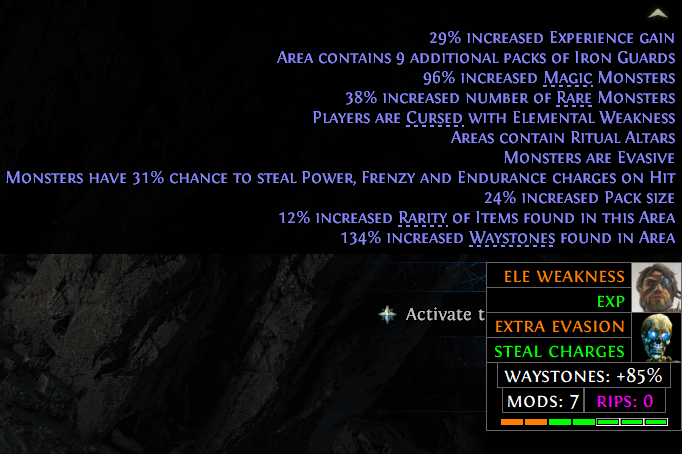 29% increased Experience gain
Area contains 9 additional packs of Iron Guards
96% increased Magic Monsters
38% increased number of Rare Monsters
Players are Cursed with Elemental Weakness
Areas contain Ritual Altars
Monsters are Evasive
Monsters have 31% chance to steal Power, Frenzy and Endurance charges on Hit
24% increased Pack size
12% increased Rarity of Items found in this Area
134% increased Waystones found in Area
ELE WEAKNESS
EXP
Activate t
EXTRA EVASION
STEAL CHARGES
WAYSTONES: +85%
MODS: 7 RIPS: 0